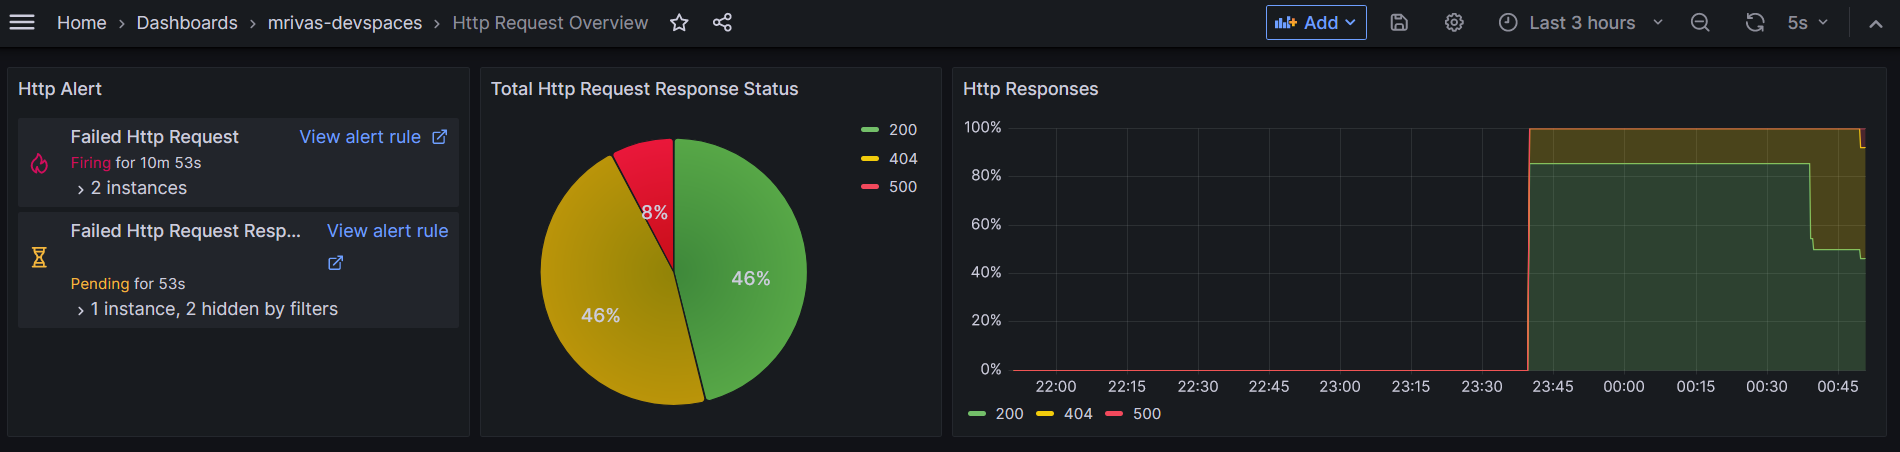 Home › Dashboards › mrivas-devspaces › Http Request Overview
Add
Last 3 hours
5s
Http Alert
Failed Http Request
View alert rule
Firing for 10m 53s
2 instances
Failed Http Request Resp...
View alert rule
Pending for 53s
1 instance, 2 hidden by filters
Total Http Request Response Status
200
404
500
8%
46%
46%
Http Responses
100%
80%
60%
40%
20%
0%
22:00 22:15 22:30 22:45 23:00 23:15 23:30 23:45 00:00 00:15 00:30 00:45
200 404 500